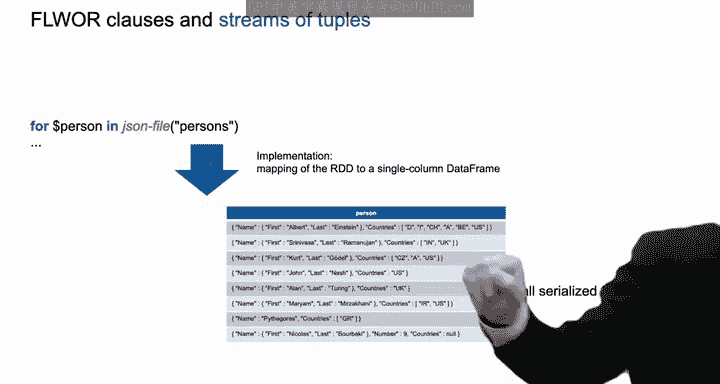 FLWOR clauses and streams of tuples
for $person in json-file("persons")
...
Implementation:
mapping of the RDD to a single-column DataFrame
person
{ "Name" : { "First" : "Albert", "Last" : "Einstein" }, "Countries" : [ "D", "I", "CH", "A", "BE", "US" ] }
{ "Name" : { "First" : "Srinivasa", "Last" : "Ramanujan" }, "Countries" : [ "IN", "UK" ] }
{ "Name" : { "First" : "Kurt", "Last" : "Gödel" }, "Countries" : [ "CZ", "A", "US" ] }
{ "Name" : { "First" : "John", "Last" : "Nash" }, "Countries" : "US" }
{ "Name" : { "First" : "Alan", "Last" : "Turing" }, "Countries" : "UK" }
all serialized
{ "Name" : { "First" : "Maryam", "Last" : "Mirzakhani" }, "Countries" : [ "IR", "US" ] }
{ "Name" : "Pythagoras", "Countries" : [ "GR" ] }
{ "Name" : { "First" : "Nicolas", "Last" : "Bourbaki" }, "Number" : 9, "Countries" : null }